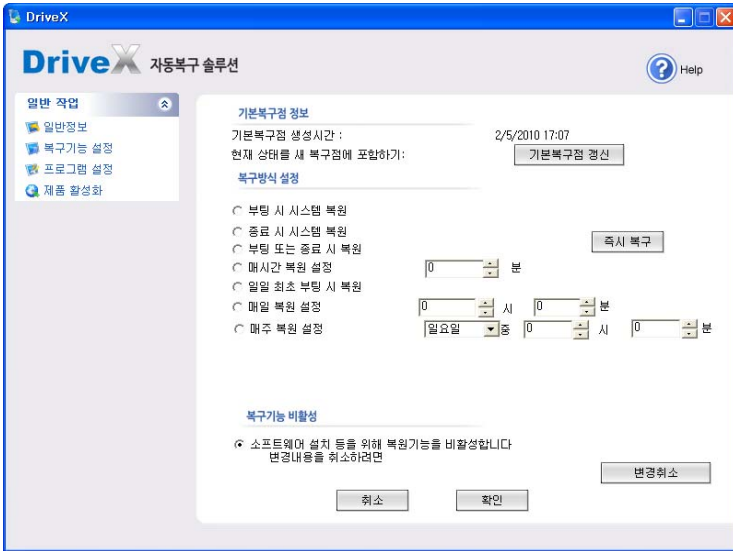 DriveX
DriveX 자동복구 솔루션
Help
일반 작업
일반정보
복구기능 설정
프로그램 설정
제품 활성화
기본복구점 정보
기본복구점 생성시간 : 2/5/2010 17:07
현재 상태를 새 복구점에 포함하기: 기본복구점 갱신
복구방식 설정
부팅 시 시스템 복원
종료 시 시스템 복원
즉시 복구
부팅 또는 종료 시 복원
매시간 복원 설정 0 분
일일 최초 부팅 시 복원
매일 복원 설정 0 시 0 분
매주 복원 설정 일요일 중 0 시 0 분
복구기능 비활성
소프트웨어 설치 등을 위해 복원기능을 비활성합니다
변경내용을 취소하려면
변경취소
취소 확인